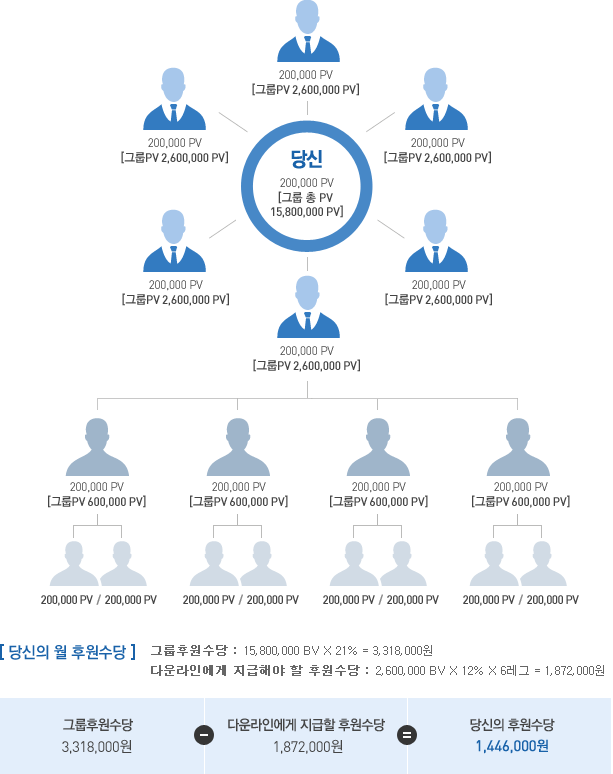 200,000 PV
[그룹PV 2,600,000 PV]
200,000 PV
[그룹PV 2,600,000 PV]
200,000 PV
[그룹PV 2,600,000 PV]
당신
200,000 PV
[그룹 총 PV
15,800,000 PV]
200,000 PV
[그룹PV 2,600,000 PV]
200,000 PV
[그룹PV 2,600,000 PV]
200,000 PV
[그룹PV 2,600,000 PV]
200,000 PV
[그룹PV 600,000 PV]
200,000 PV
[그룹PV 600,000 PV]
200,000 PV
[그룹PV 600,000 PV]
200,000 PV
[그룹PV 600,000 PV]
200,000 PV / 200,000 PV
200,000 PV / 200,000 PV
200,000 PV / 200,000 PV
200,000 PV / 200,000 PV
[ 당신의 월 후원수당 ]
그룹후원수당 : 15,800,000 BV X 21% = 3,318,000원
다운라인에게 지급해야 할 후원수당 : 2,600,000 BV X 12% X 6레그 = 1,872,000원
그룹후원수당
3,318,000원
-
다운라인에게 지급할 후원수당
1,872,000원
=
당신의 후원수당
1,446,000원